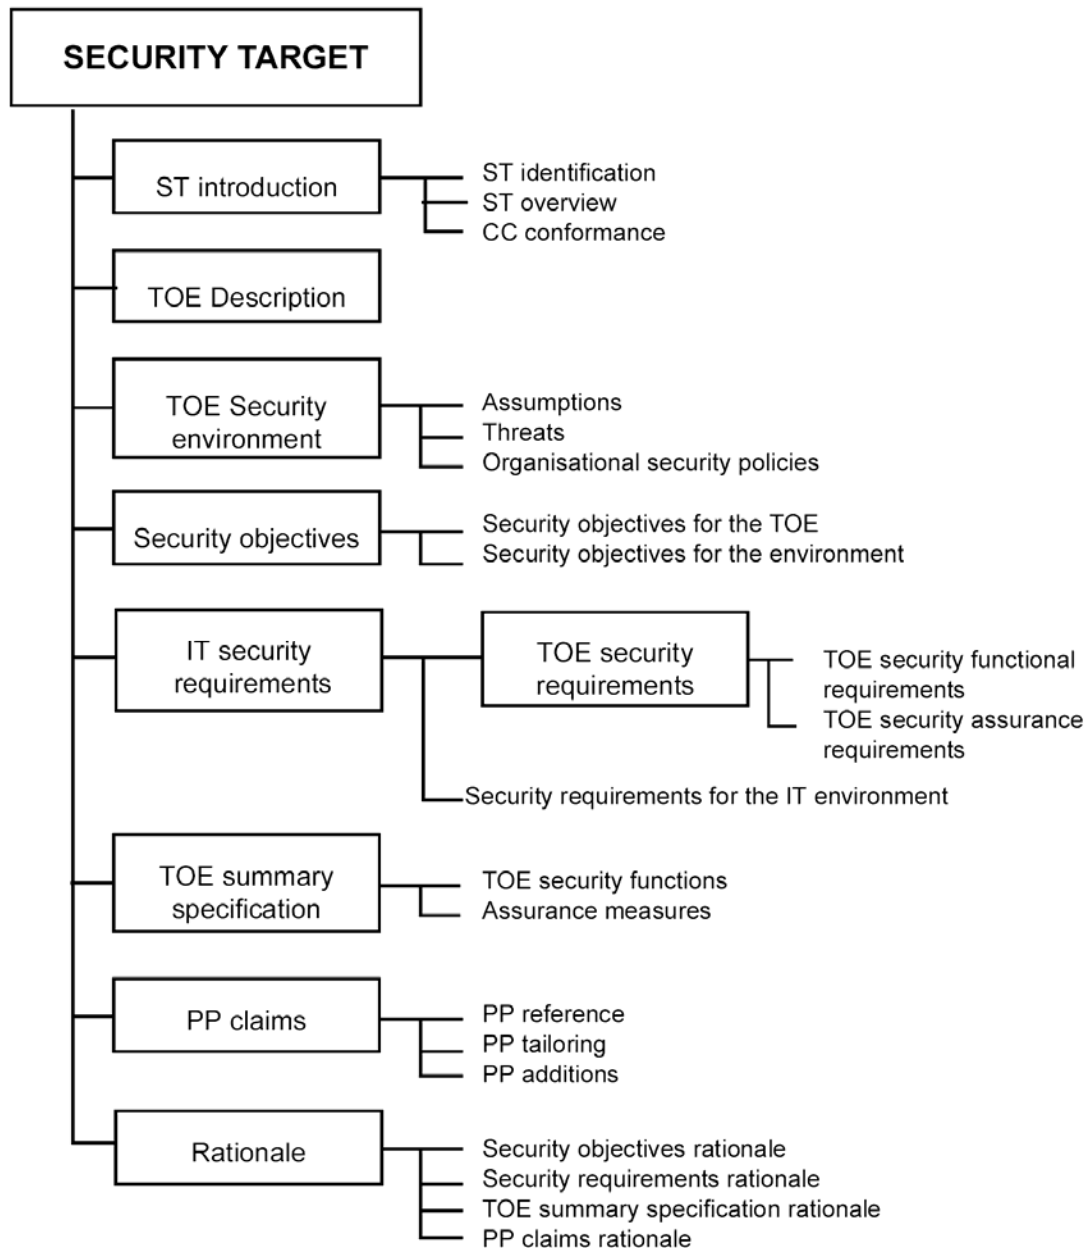 SECURITY TARGET
ST introduction
ST identification
ST overview
CC conformance
TOE Description
TOE Security
environment
Assumptions
Threats
Organisational security policies
Security objectives
Security objectives for the TOE
Security objectives for the environment
IT security
requirements
TOE security
requirements
TOE security functional
requirements
TOE security assurance
requirements
Security requirements for the IT environment
TOE summary
specification
TOE security functions
Assurance measures
PP claims
PP reference
PP tailoring
PP additions
Rationale
Security objectives rationale
Security requirements rationale
TOE summary specification rationale
PP claims rationale